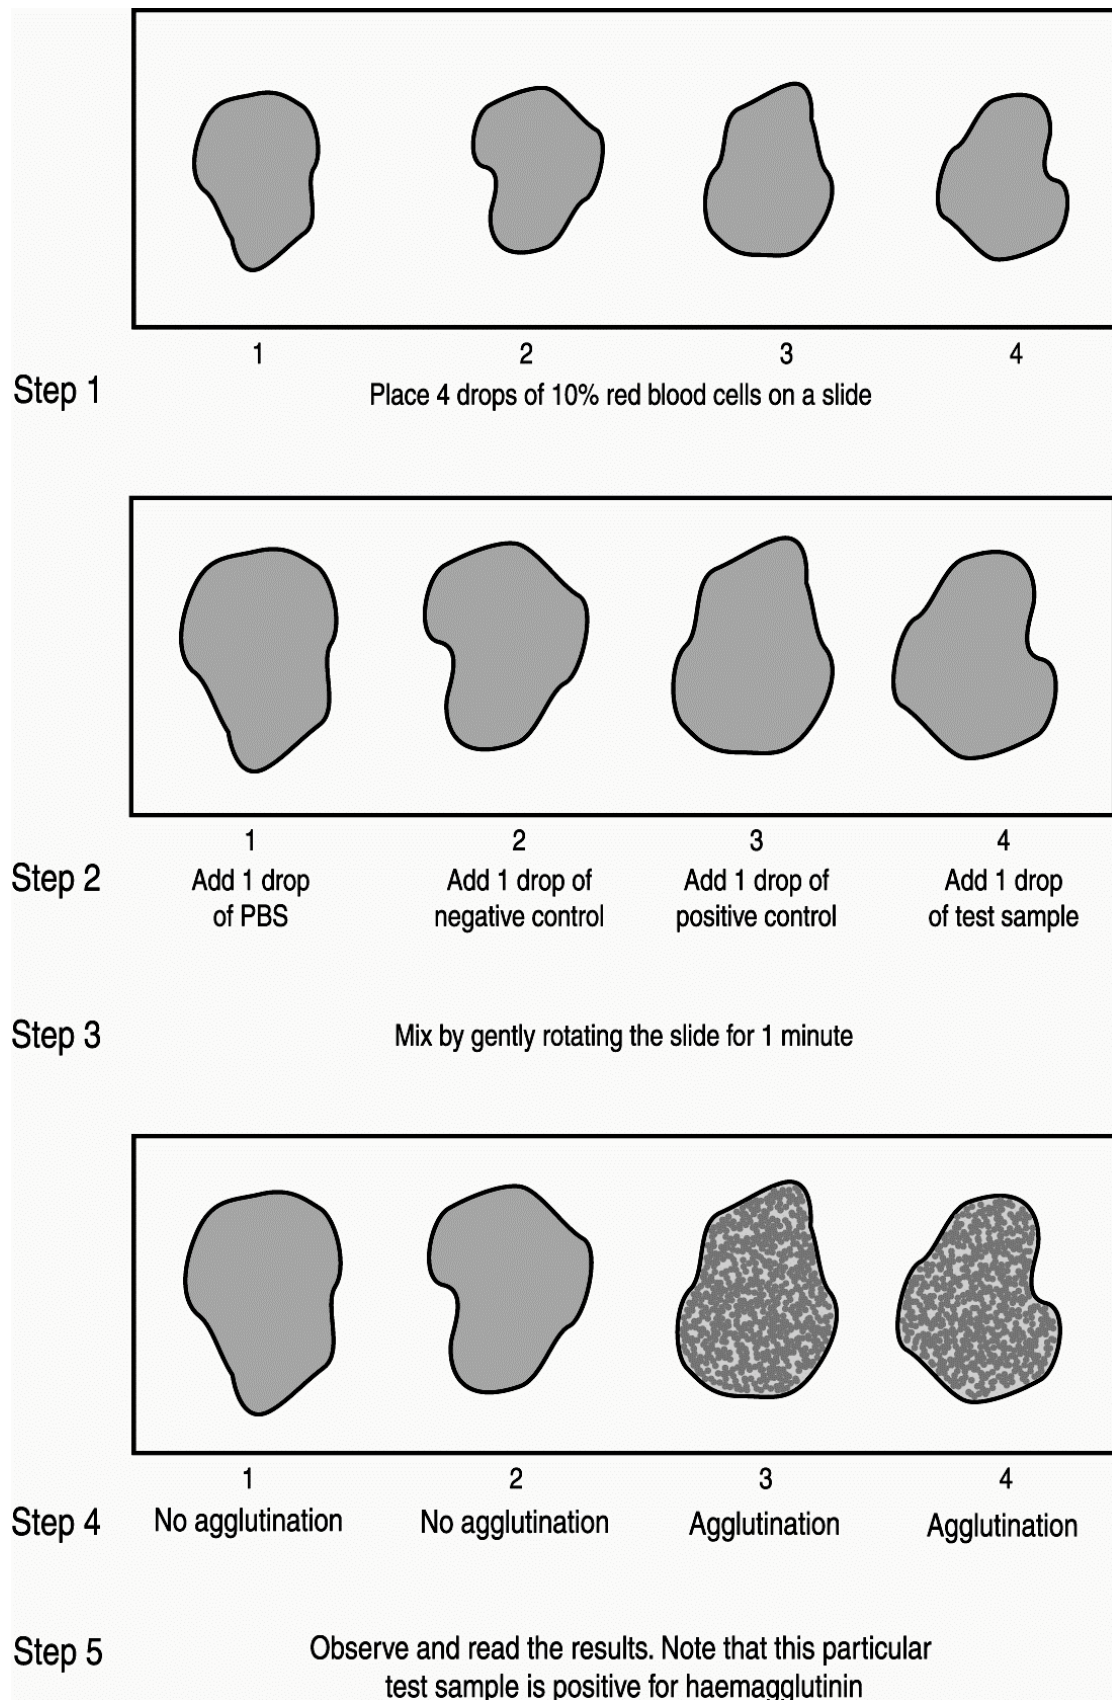 1 2 3 4
Step 1 Place 4 drops of 10% red blood cells on a slide
1 2 3 4
Step 2 Add 1 drop Add 1 drop of Add 1 drop of Add 1 drop
of PBS negative control positive control of test sample
Step 3 Mix by gently rotating the slide for 1 minute
1 2 3 4
Step 4 No agglutination No agglutination Agglutination Agglutination
Step 5 Observe and read the results. Note that this particular
test sample is positive for haemagglutinin